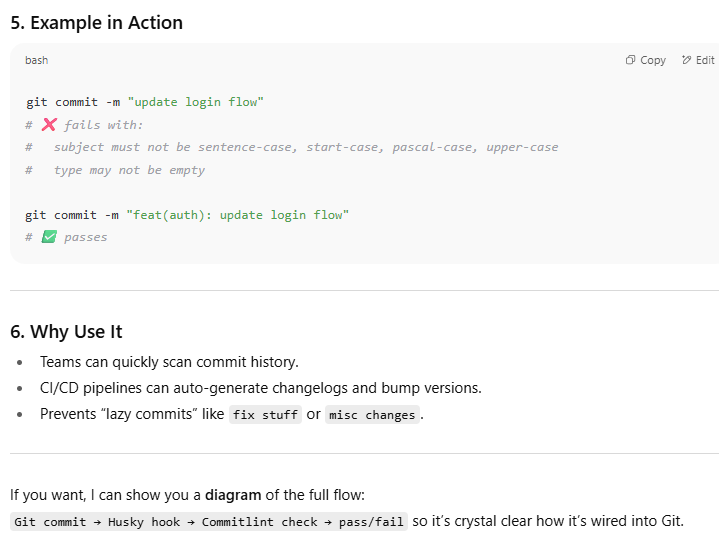 5. Example in Action
bash
Copy Edit
git commit -m "update login flow"
# ❌ fails with:
#   subject must not be sentence-case, start-case, pascal-case, upper-case
#   type may not be empty
git commit -m "feat(auth): update login flow"
# ✅ passes
6. Why Use It
• Teams can quickly scan commit history.
• CI/CD pipelines can auto-generate changelogs and bump versions.
• Prevents “lazy commits” like fix stuff or misc changes.
If you want, I can show you a diagram of the full flow:
Git commit → Husky hook → Commitlint check → pass/fail so it’s crystal clear how it’s wired into Git.